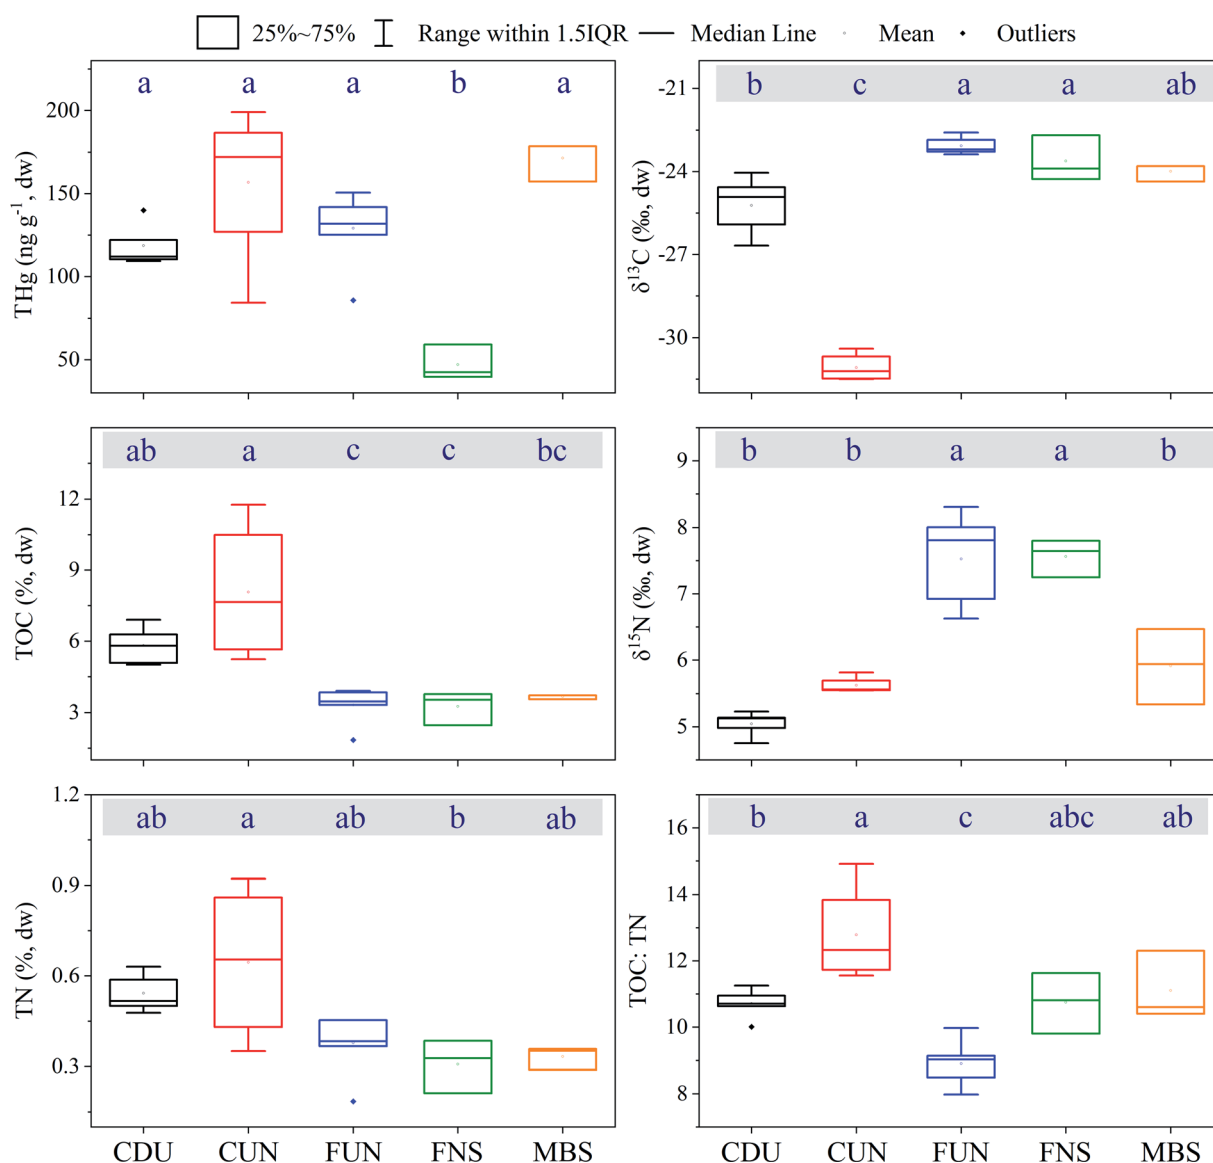 25%~75% Range within 1.5IQR Median Line Mean Outliers
THg (ng g⁻¹, dw)
200
150
100
50
a a a b a
δ¹³C (‰, dw)
-21
-24
-27
-30
b c a a ab
TOC (%, dw)
12
9
6
3
ab a c c bc
δ¹⁵N (‰, dw)
9
8
7
6
5
b b a a b
TN (%, dw)
1.2
0.9
0.6
0.3
ab a ab b ab
CDU CUN FUN FNS MBS
TOC: TN
16
14
12
10
8
b a c abc ab
CDU CUN FUN FNS MBS